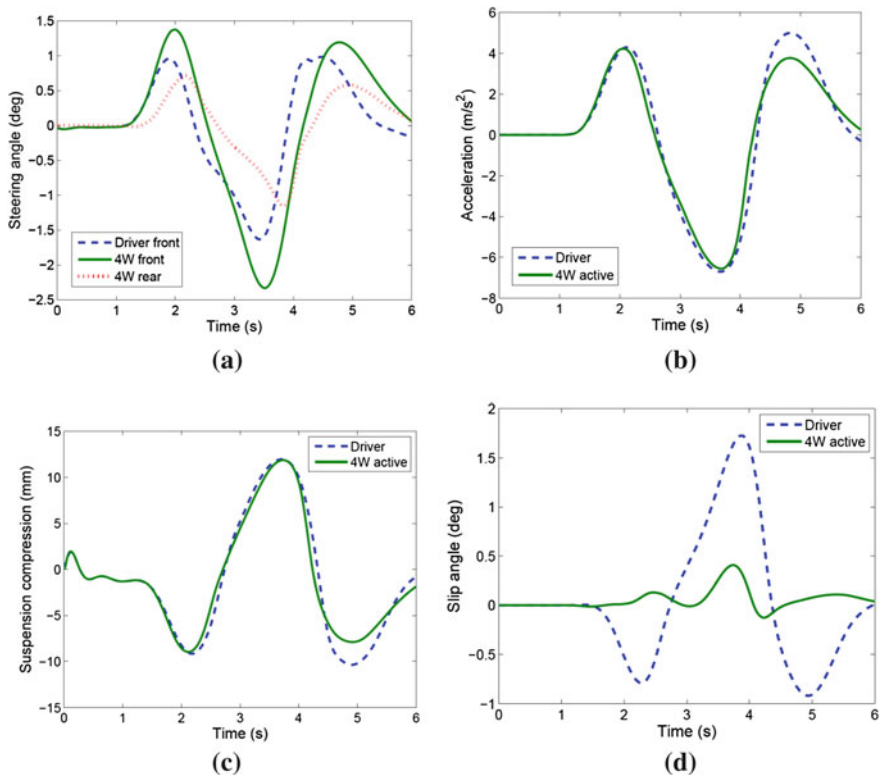 1.5
1
0.5
0
−0.5
−1
−1.5
−2
−2.5
Steering angle (deg)
Driver front
4W front
4W rear
0 1 2 3 4 5 6
Time (s)
(a)
6
4
2
0
−2
−4
−6
−8
Acceleration (m/s²)
Driver
4W active
0 1 2 3 4 5 6
Time (s)
(b)
15
10
5
0
−5
−10
−15
Suspension compression (mm)
Driver
4W active
0 1 2 3 4 5 6
Time (s)
(c)
2
1.5
1
0.5
0
−0.5
−1
Slip angle (deg)
Driver
4W active
0 1 2 3 4 5 6
Time (s)
(d)